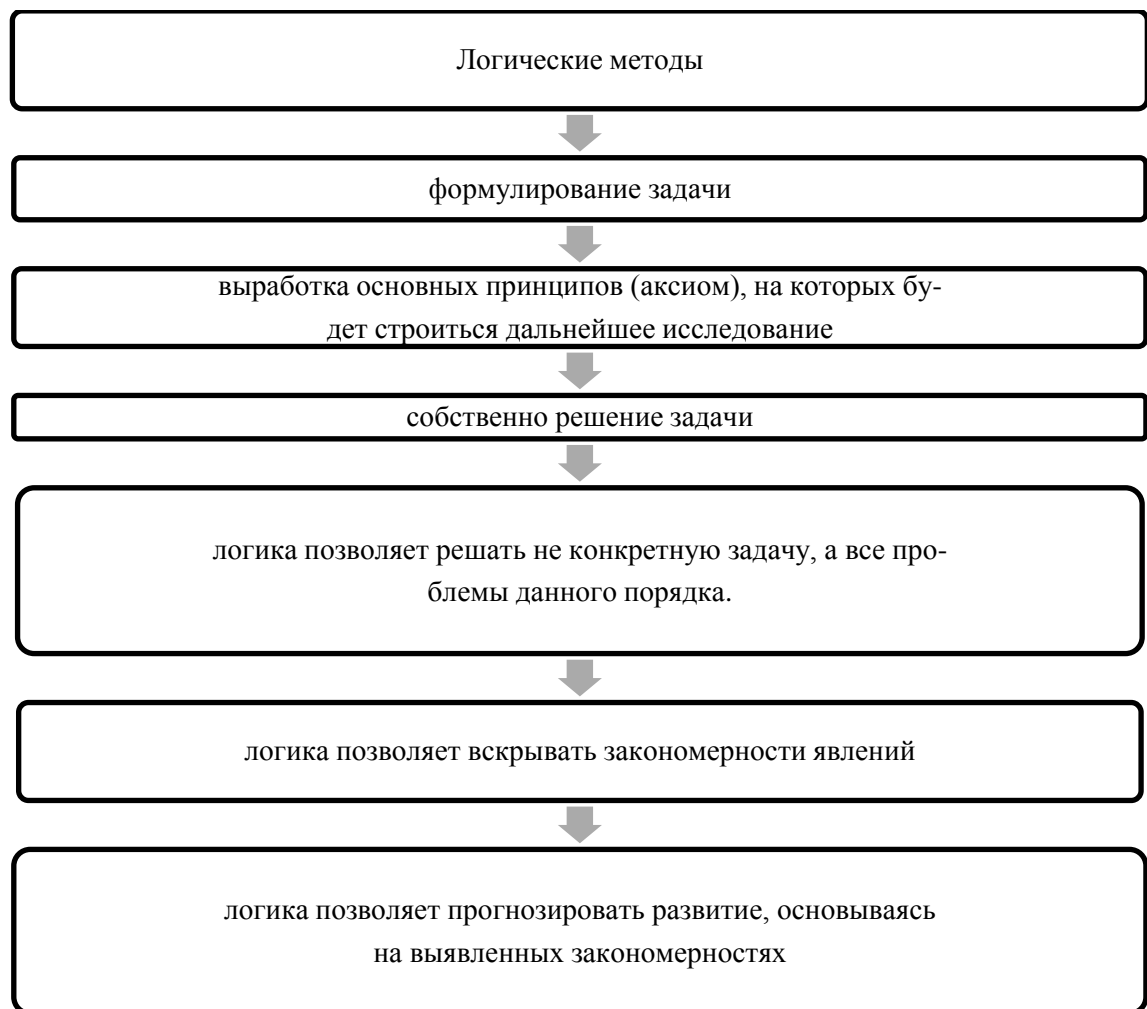 Логические методы
формулирование задачи
выработка основных принципов (аксиом), на которых бу-
дет строиться дальнейшее исследование
собственно решение задачи
логика позволяет решать не конкретную задачу, а все про-
блемы данного порядка.
логика позволяет вскрывать закономерности явлений
логика позволяет прогнозировать развитие, основываясь
на выявленных закономерностях